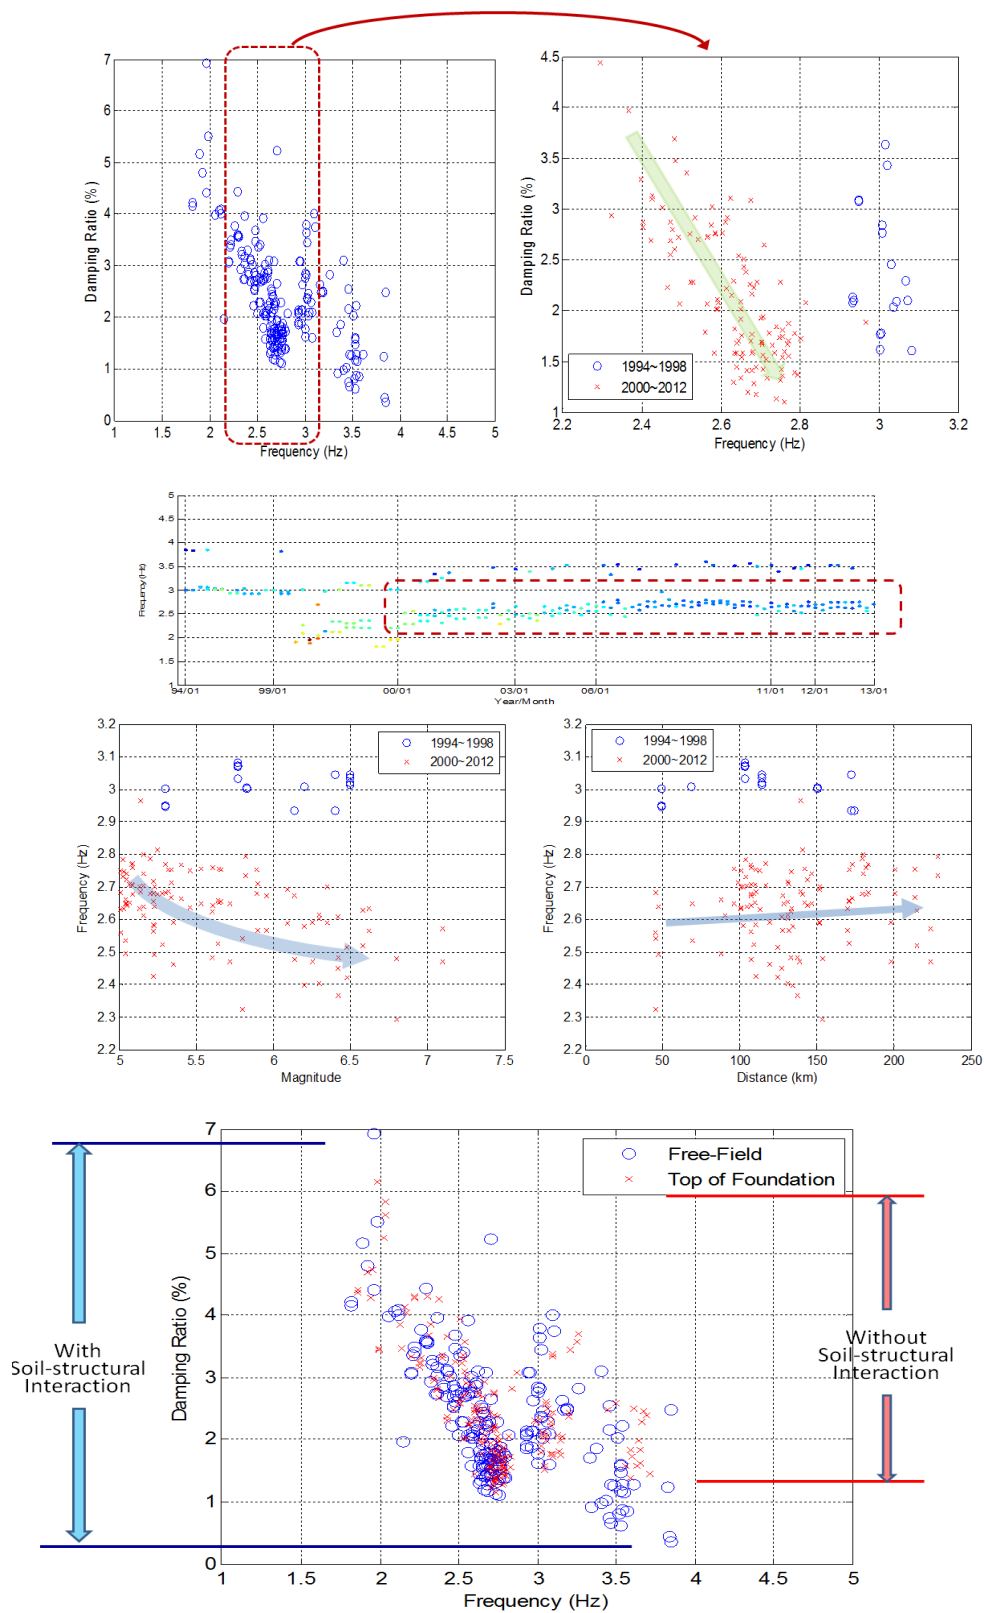 7
6
5
4
3
2
1
0
Damping Ratio (%)
1 1.5 2 2.5 3 3.5 4 4.5 5
Frequency (Hz)
4.5
4
3.5
3
2.5
2
1.5
1
Damping Ratio (%)
1994~1998
2000~2012
2.2 2.4 2.6 2.8 3 3.2
Frequency (Hz)
5
4.5
4
3.5
3
2.5
2
1.5
1
Frequency(Hz)
94/01 99/01 00/01 03/01 06/01 11/01 12/01 13/01
Year/Month
3.2
3.1
3
2.9
2.8
2.7
2.6
2.5
2.4
2.3
2.2
Frequency (Hz)
1994~1998
2000~2012
5 5.5 6 6.5 7 7.5
Magnitude
3.2
3.1
3
2.9
2.8
2.7
2.6
2.5
2.4
2.3
2.2
Frequency (Hz)
1994~1998
2000~2012
0 50 100 150 200 250
Distance (km)
With
Soil-structural
Interaction
7
6
5
4
3
2
1
0
Damping Ratio (%)
Free-Field
Top of Foundation
1 1.5 2 2.5 3 3.5 4 4.5 5
Frequency (Hz)
Without
Soil-structural
Interaction